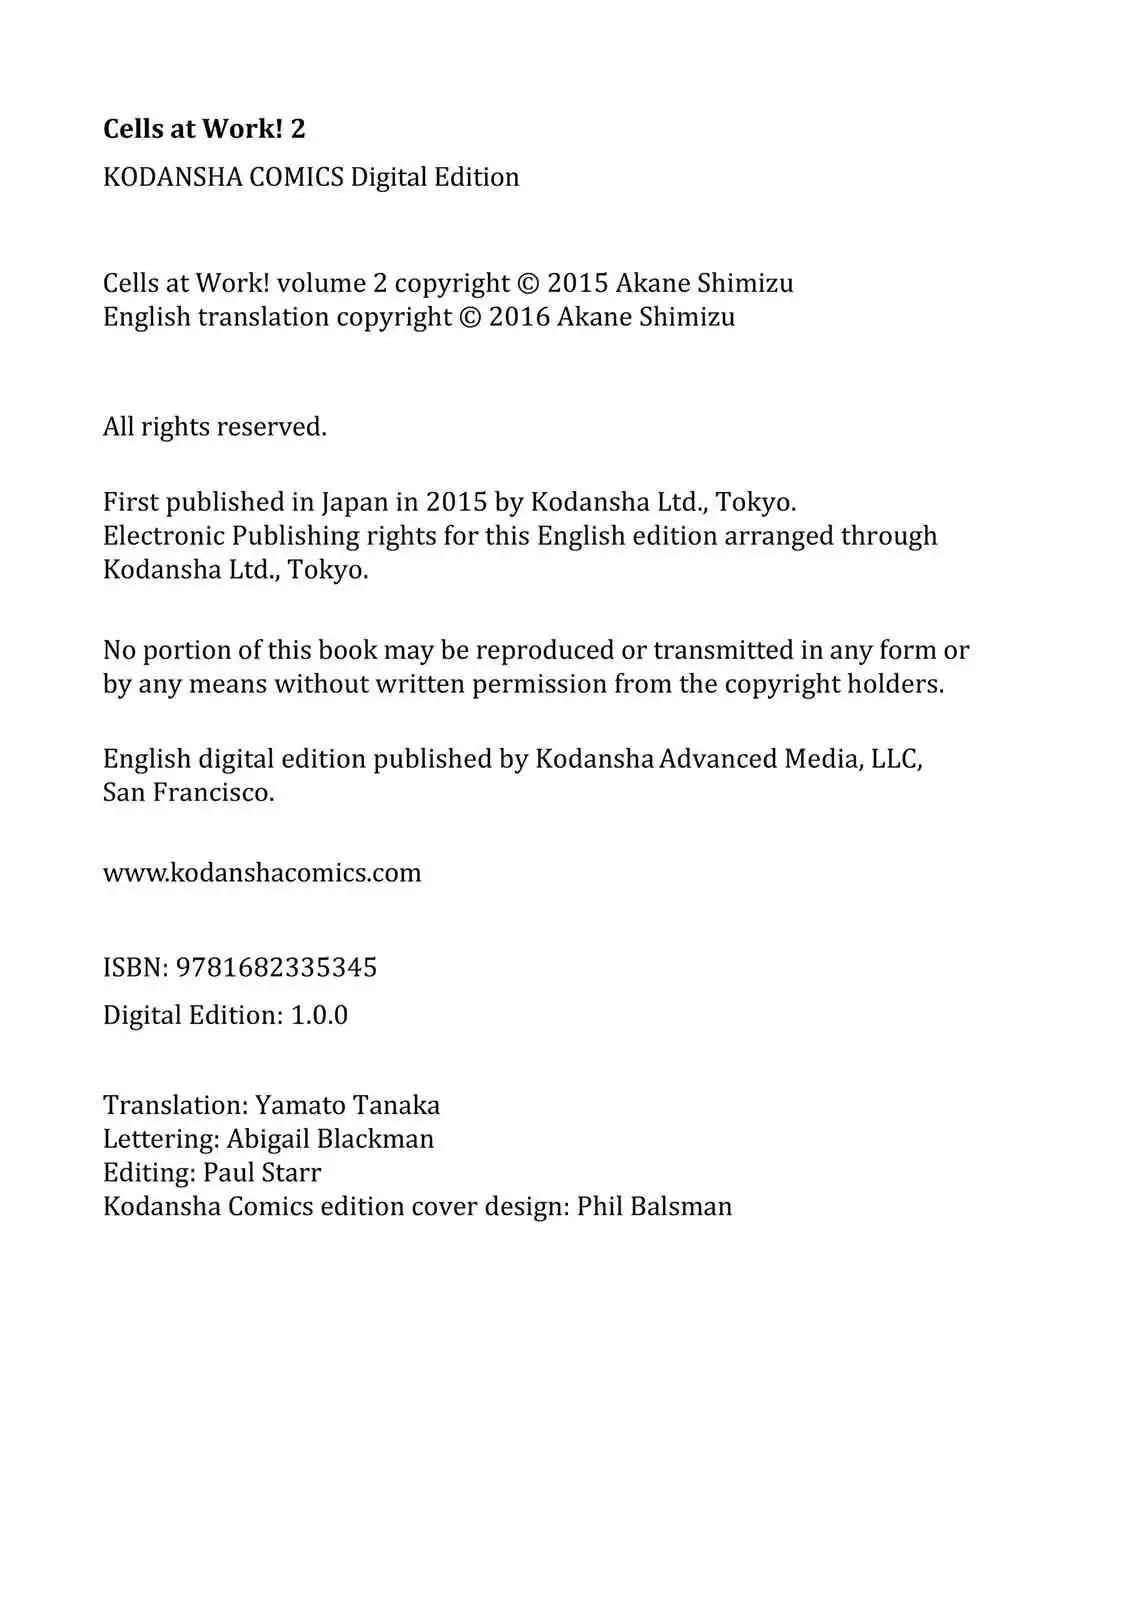 Cells at Work! 2
KODANSHA COMICS Digital Edition
Cells at Work! volume 2 copyright © 2015 Akane Shimizu
English translation copyright © 2016 Akane Shimizu
All rights reserved.
First published in Japan in 2015 by Kodansha Ltd., Tokyo.
Electronic Publishing rights for this English edition arranged through
Kodansha Ltd., Tokyo.
No portion of this book may be reproduced or transmitted in any form or
by any means without written permission from the copyright holders.
English digital edition published by Kodansha Advanced Media, LLC,
San Francisco.
www.kodanshacomics.com
ISBN: 9781682335345
Digital Edition: 1.0.0
Translation: Yamato Tanaka
Lettering: Abigail Blackman
Editing: Paul Starr
Kodansha Comics edition cover design: Phil Balsman